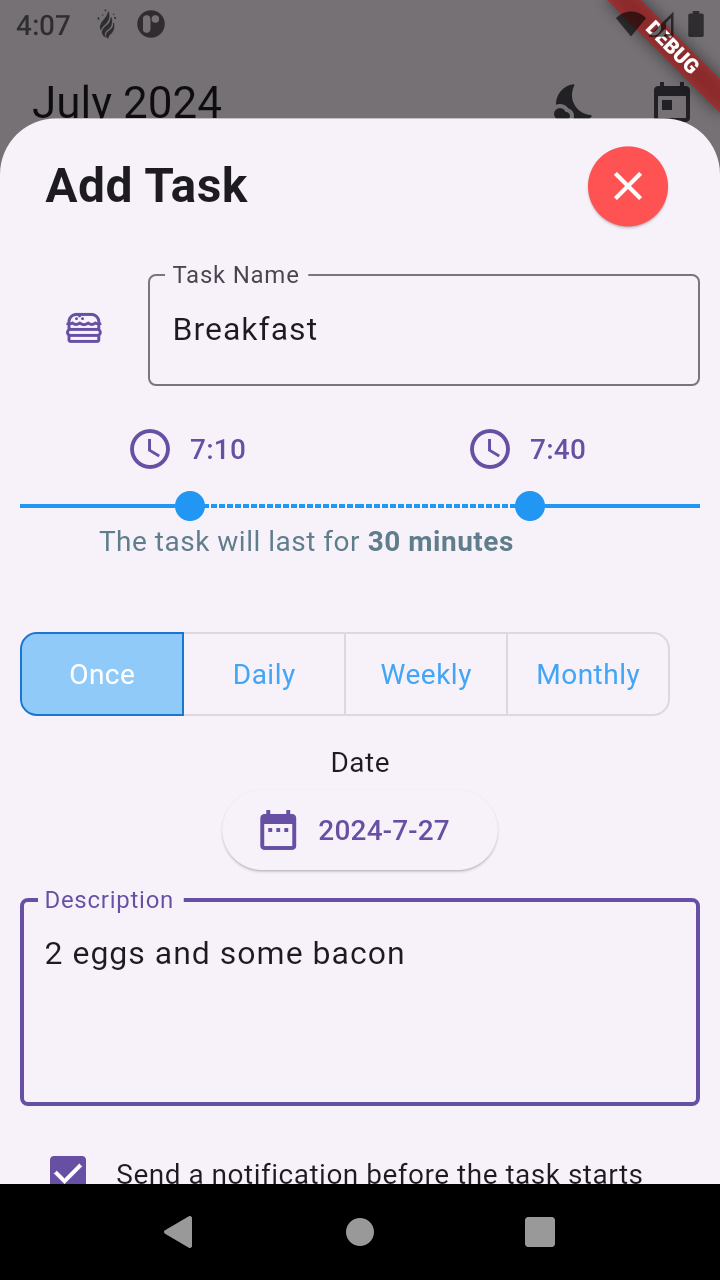 4:07
DEBUG
July 2024
Add Task
Task Name
Breakfast
7:10 7:40
The task will last for 30 minutes
Once Daily Weekly Monthly
Date
2024-7-27
Description
2 eggs and some bacon
Send a notification before the task starts